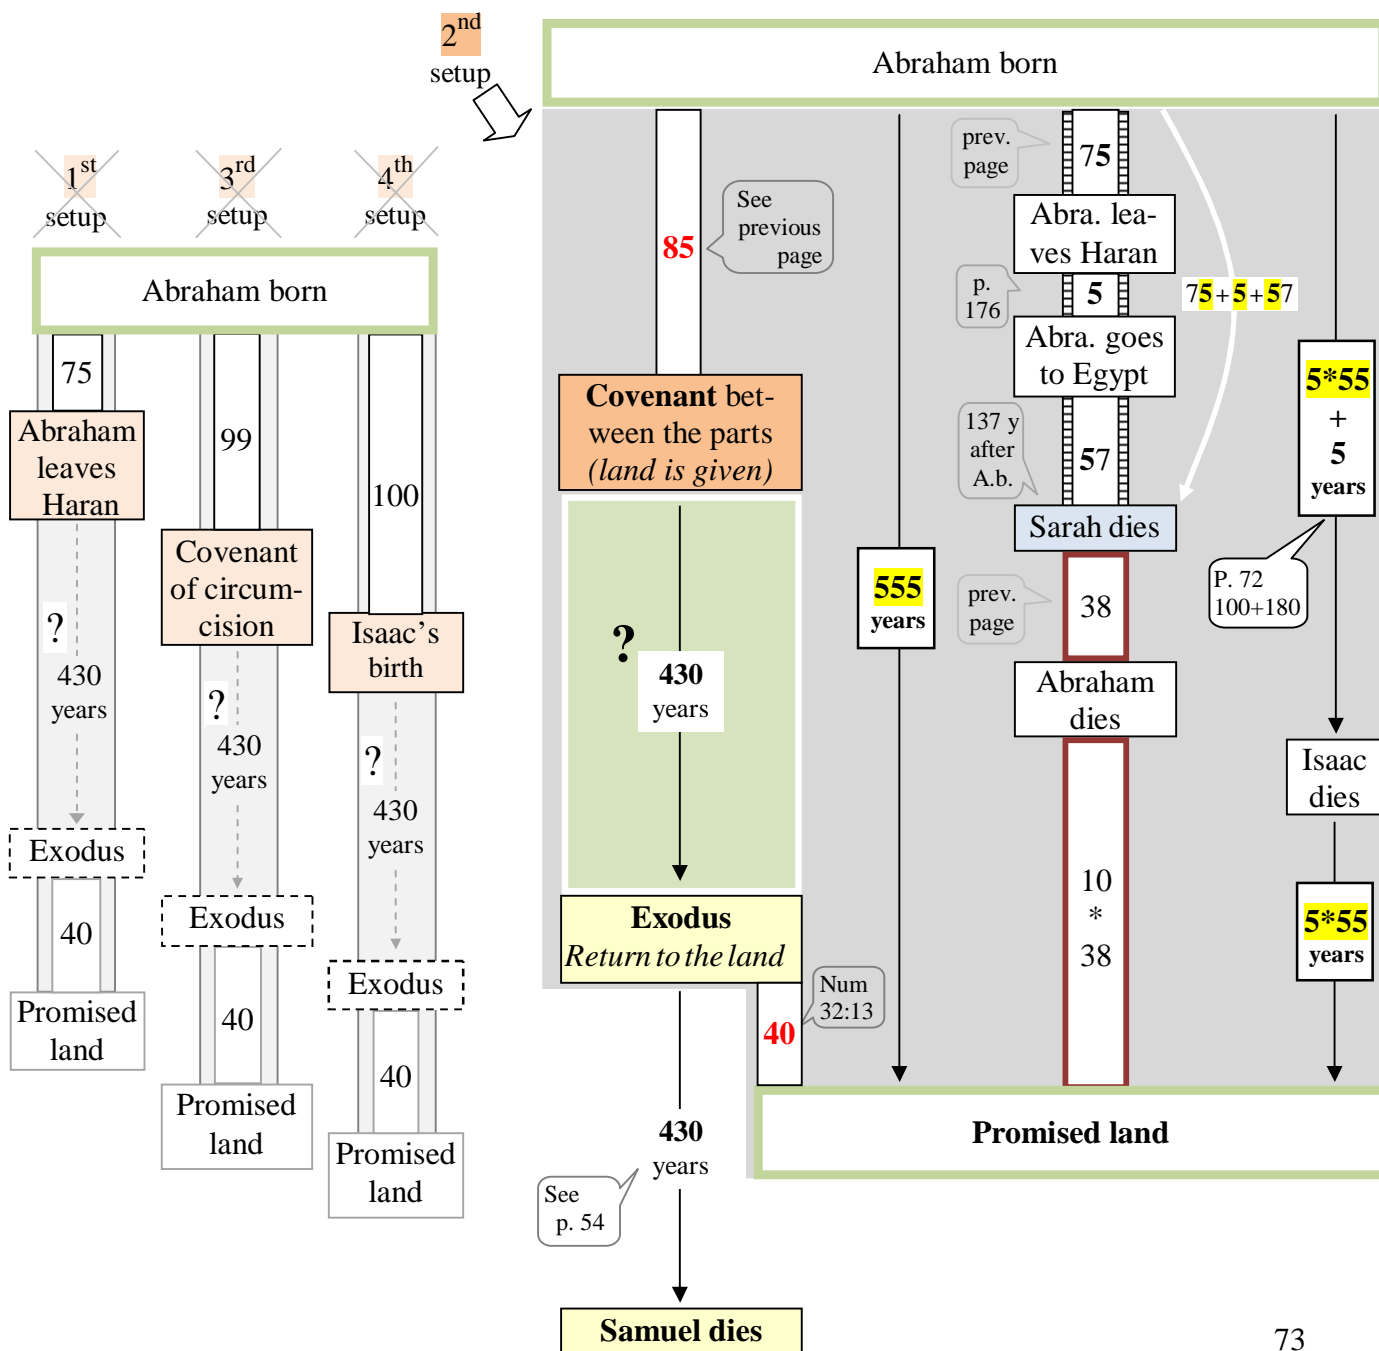 2nd
setup
1st
setup
3rd
setup
4th
setup
Abraham born
75
Abraham
leaves
Haran
?
430
years
Exodus
40
Promised
land
99
Covenant
of circum-
cision
?
430
years
Exodus
40
Promised
land
100
Isaac's
birth
?
430
years
Exodus
40
Promised
land
Abraham born
85
See
previous
page
Covenant bet-
ween the parts
(land is given)
?
430
years
Exodus
Return to the land
40
Num
32:13
430
years
See
p. 54
Samuel dies
555
years
prev.
page
75
Abra. lea-
ves Haran
p.
176
5
Abra. goes
to Egypt
137 y
after
A.b.
57
75+5+57
Sarah dies
prev.
page
38
Abraham
dies
10
*
38
5*55
+
5
years
P. 72
100+180
Isaac
dies
5*55
years
Promised land
73